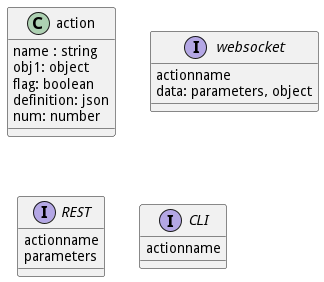 C action
name : string
obj1: object
flag: boolean
definition: json
num: number
I websocket
actionname
data: parameters, object
I REST
actionname
parameters
I CLI
actionname